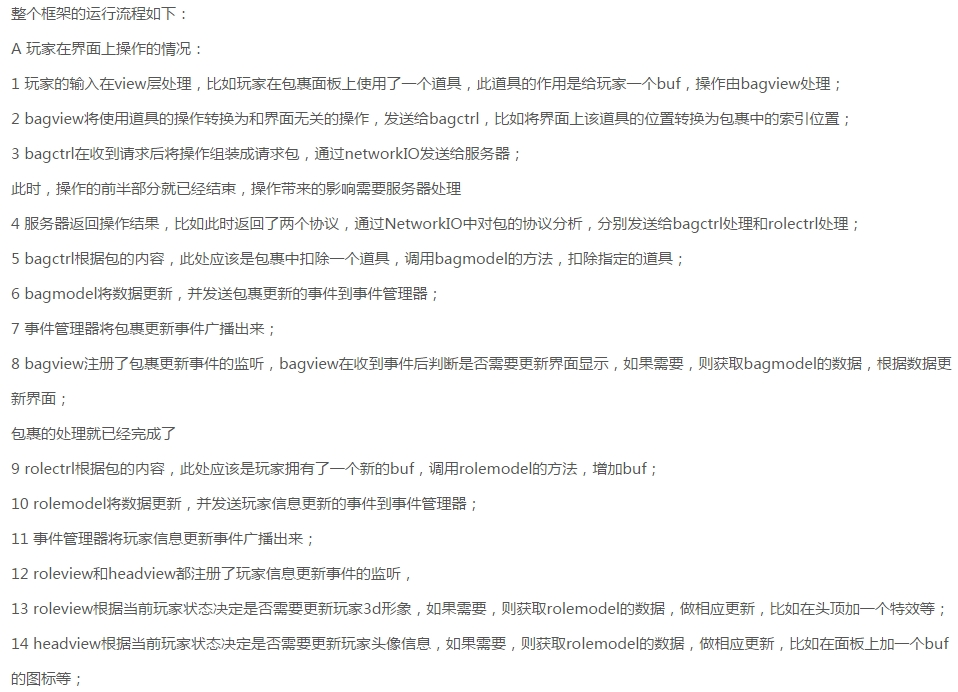 整个框架的运行流程如下：
A 玩家在界面上操作的情况：
1 玩家的输入在view层处理，比如玩家在包裹面板上使用了一个道具，此道具的作用是给玩家一个buf，操作由bagview处理；
2 bagview将使用道具的操作转换为和界面无关的操作，发送给bagctrl，比如将界面上该道具的位置转换为包裹中的索引位置；
3 bagctrl在收到请求后将操作组装成请求包，通过networkIO发送给服务器；
此时，操作的前半部分就已经结束，操作带来的影响需要服务器处理
4 服务器返回操作结果，比如此时返回了两个协议，通过NetworkIO中对包的协议分析，分别发送给bagctrl处理和rolectrl处理；
5 bagctrl根据包的内容，此处应该是包裹中扣除一个道具，调用bagmodel的方法，扣除指定的道具；
6 bagmodel将数据更新，并发送包裹更新的事件到事件管理器；
7 事件管理器将包裹更新事件广播出来；
8 bagview注册了包裹更新事件的监听，bagview在收到事件后判断是否需要更新界面显示，如果需要，则获取bagmodel的数据，根据数据更
新界面；
包裹的处理就已经完成了
9 rolectrl根据包的内容，此处应该是玩家拥有了一个新的buf，调用rolemodel的方法，增加buf；
10 rolemodel将数据更新，并发送玩家信息更新的事件到事件管理器；
11 事件管理器将玩家信息更新事件广播出来；
12 roleview和headview都注册了玩家信息更新事件的监听，
13 roleview根据当前玩家状态决定是否需要更新玩家3d形象，如果需要，则获取rolemodel的数据，做相应更新，比如在头顶加一个特效等；
14 headview根据当前玩家状态决定是否需要更新玩家头像信息，如果需要，则获取rolemodel的数据，做相应更新，比如在面板上加一个buf
的图标等；